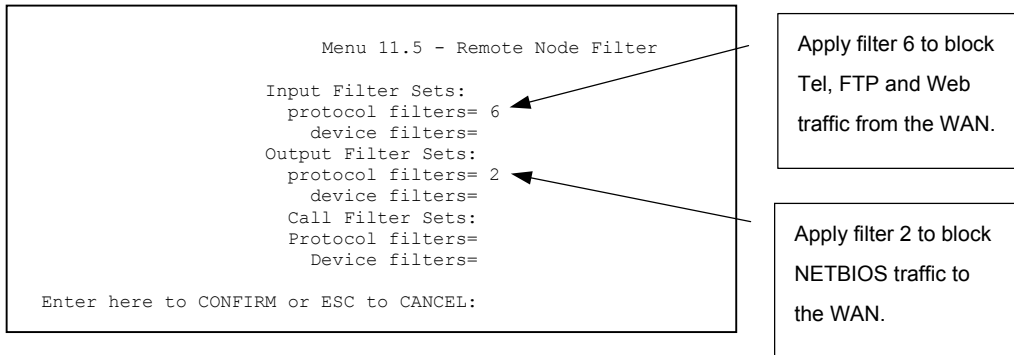 Menu 11.5 - Remote Node Filter
Input Filter Sets:
protocol filters= 6
device filters=
Output Filter Sets:
protocol filters= 2
device filters=
Call Filter Sets:
Protocol filters=
Device filters=
Enter here to CONFIRM or ESC to CANCEL:
Apply filter 6 to block
Tel, FTP and Web
traffic from the WAN.
Apply filter 2 to block
NETBIOS traffic to
the WAN.